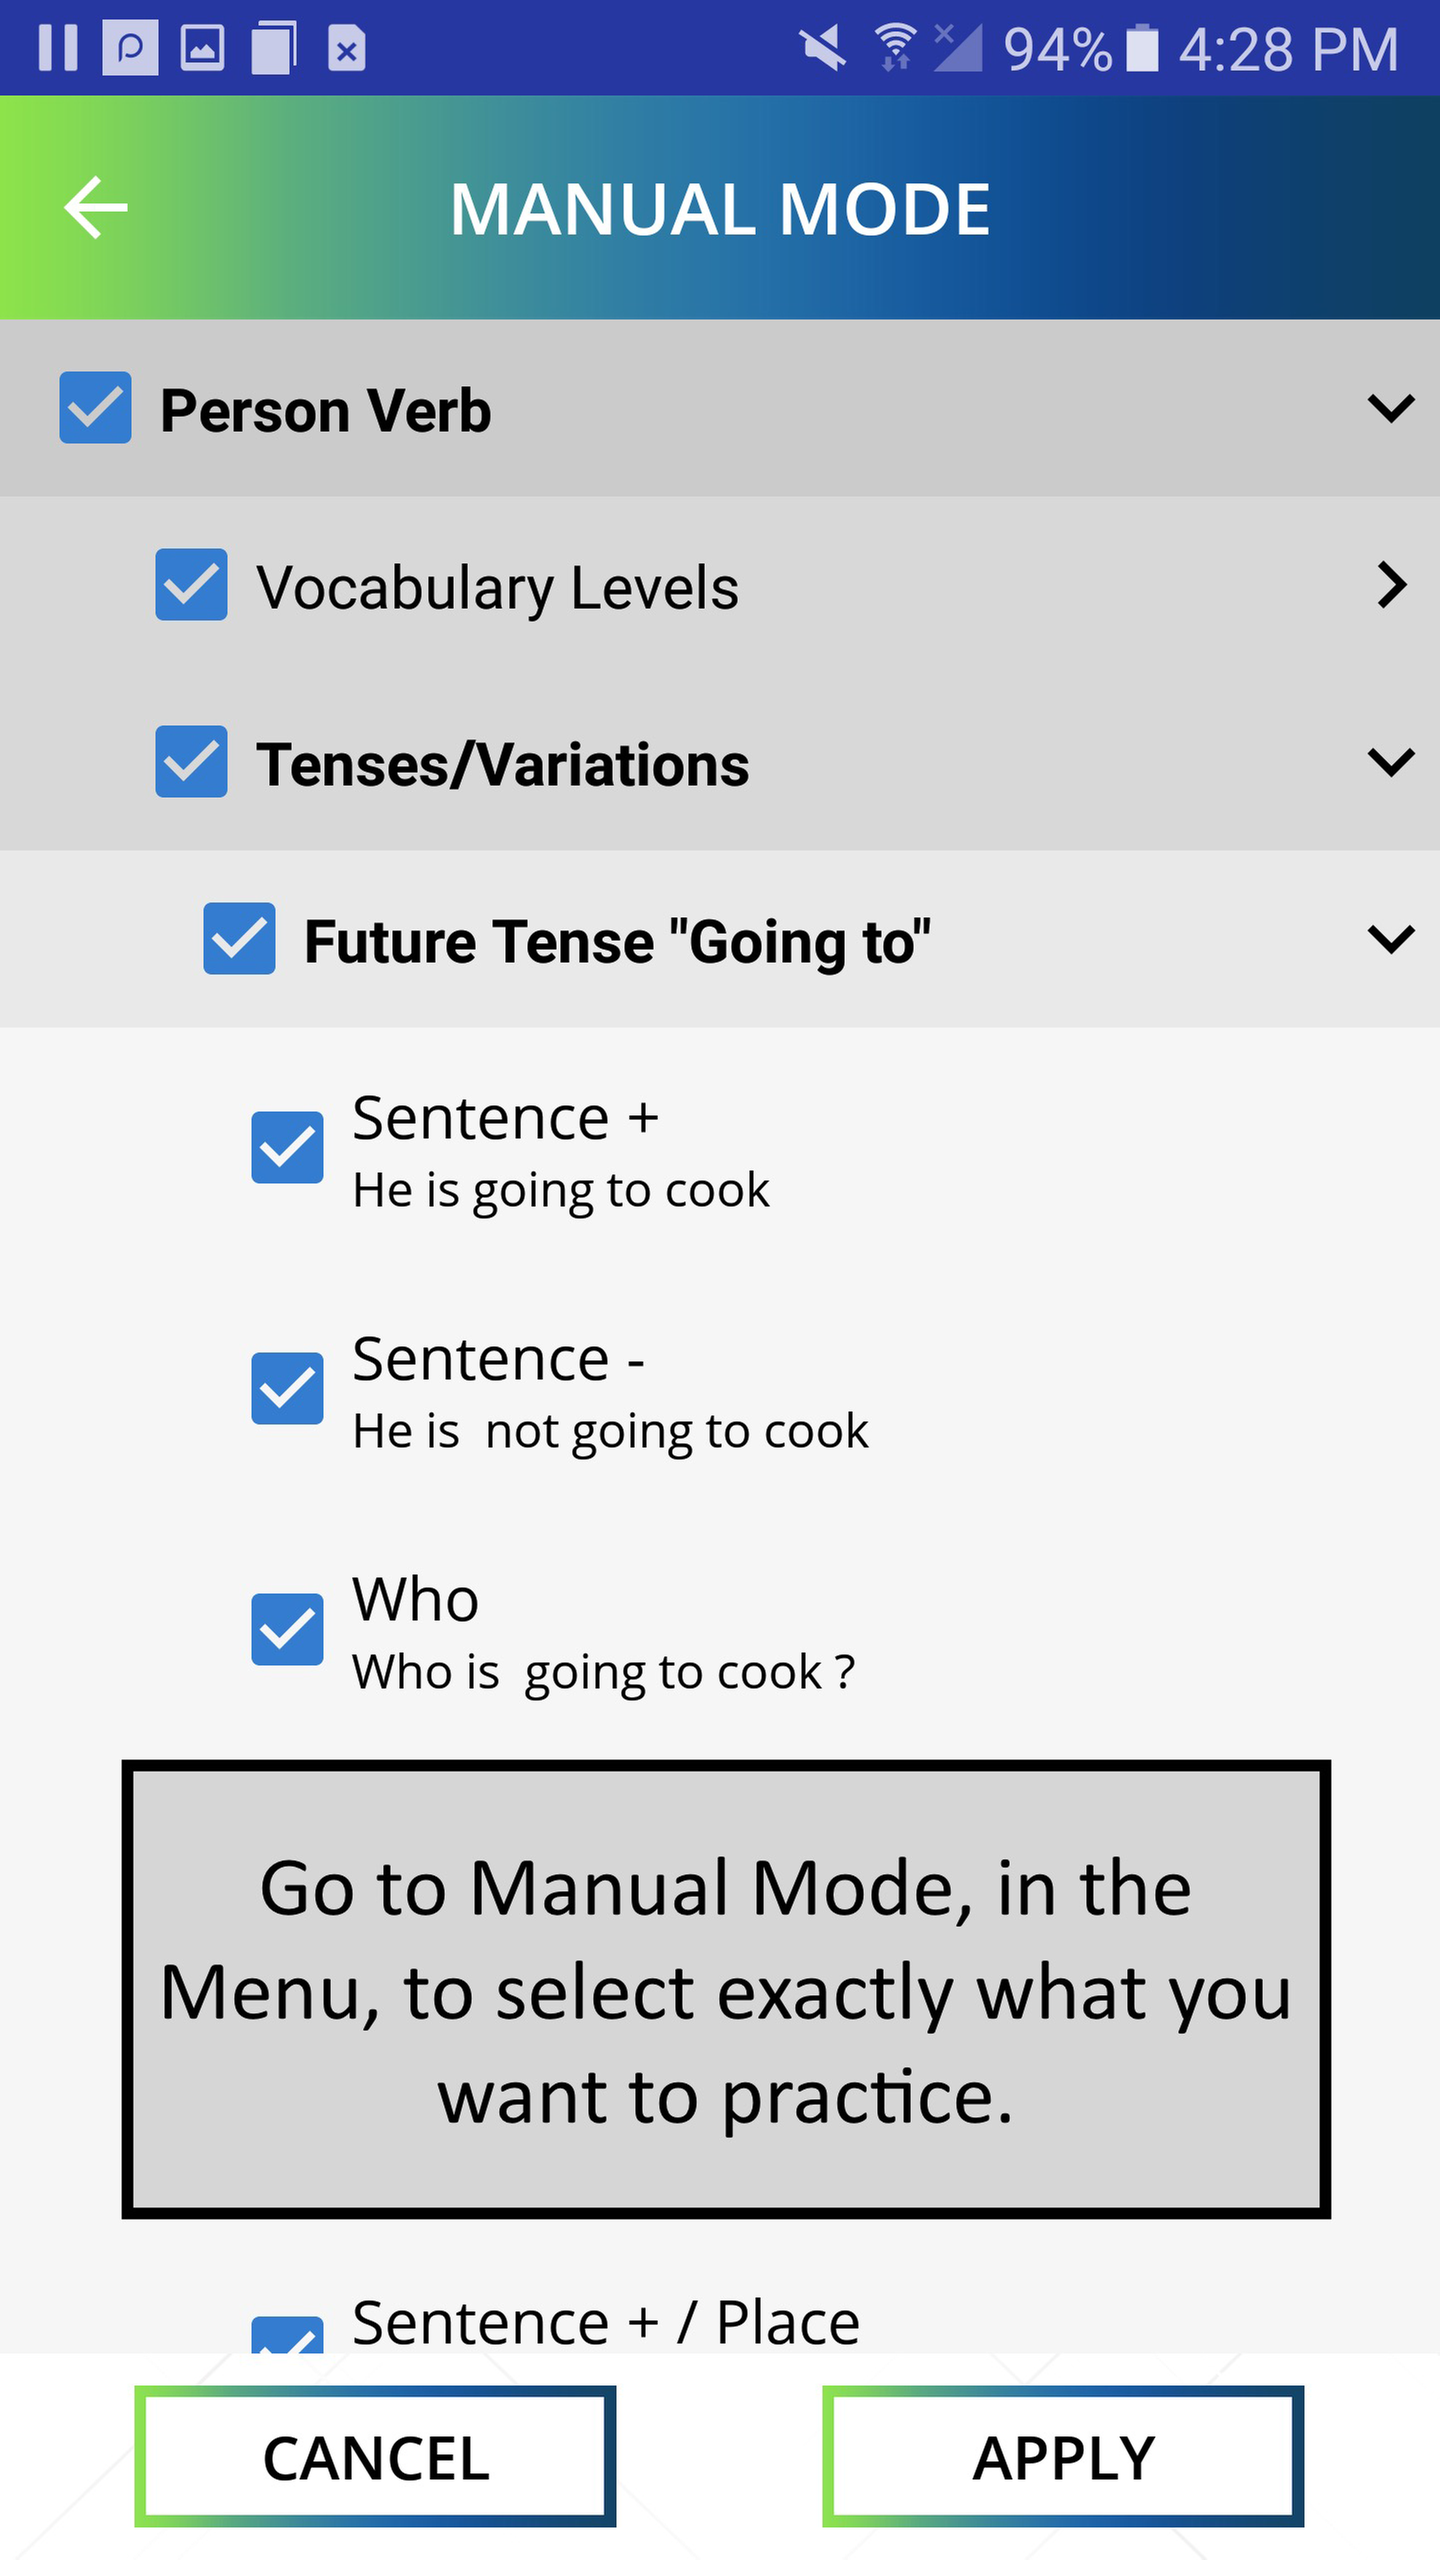 94% 4:28 PM
MANUAL MODE
Person Verb
Vocabulary Levels
Tenses/Variations
Future Tense "Going to"
Sentence +
He is going to cook
Sentence -
He is  not going to cook
Who
Who is  going to cook ?
Go to Manual Mode, in the
Menu, to select exactly what you
want to practice.
Sentence + / Place
CANCEL
APPLY